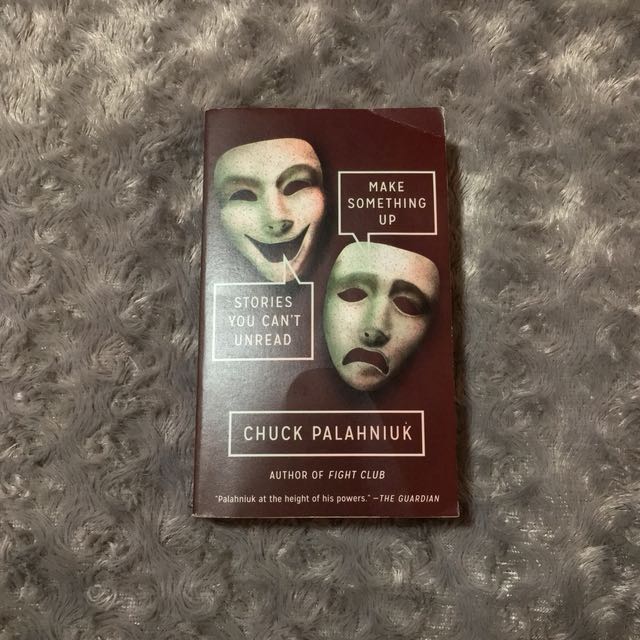 MAKE
SOMETHING
UP
STORIES
YOU CAN'T
UNREAD
CHUCK PALAHNIUK
AUTHOR OF FIGHT CLUB
"Palahniuk at the height of his powers." —THE GUARDIAN